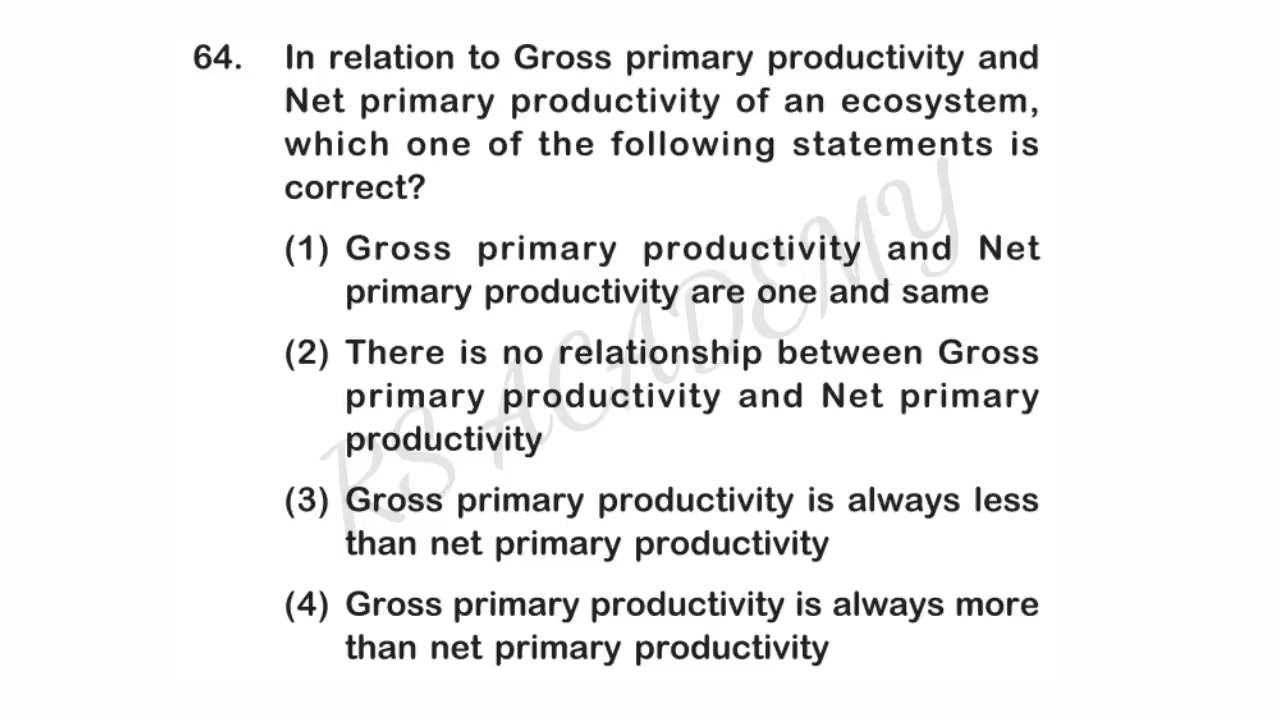 64. In relation to Gross primary productivity and
Net primary productivity of an ecosystem,
which one of the following statements is
correct?
(1) Gross primary productivity and Net
primary productivity are one and same
(2) There is no relationship between Gross
primary productivity and Net primary
productivity
(3) Gross primary productivity is always less
than net primary productivity
(4) Gross primary productivity is always more
than net primary productivity
RS ACADEMY